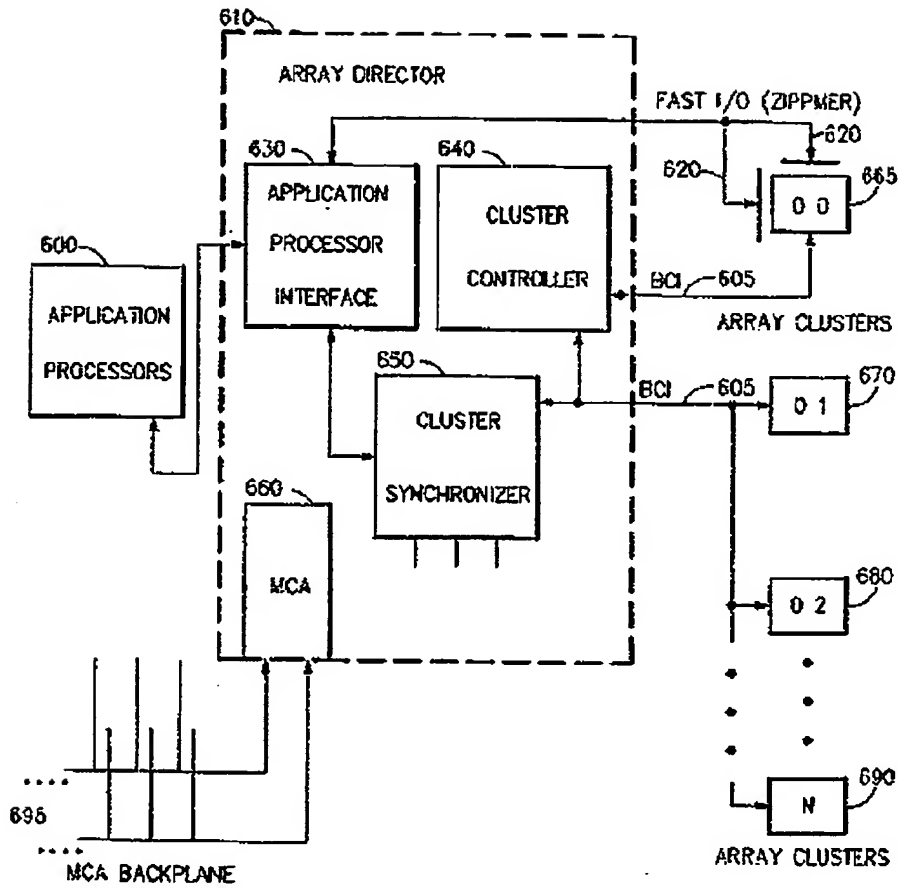 610
ARRAY DIRECTOR
FAST I/O (ZIPPMER)
620
630
640
620
665
APPLICATION
PROCESSOR
INTERFACE
CLUSTER
CONTROLLER
0 0
600
APPLICATION
PROCESSORS
BCI
605
ARRAY CLUSTERS
650
BCI
605
670
CLUSTER
SYNCHRONIZER
0 1
660
MCA
680
0 2
695
690
N
MCA BACKPLANE
ARRAY CLUSTERS